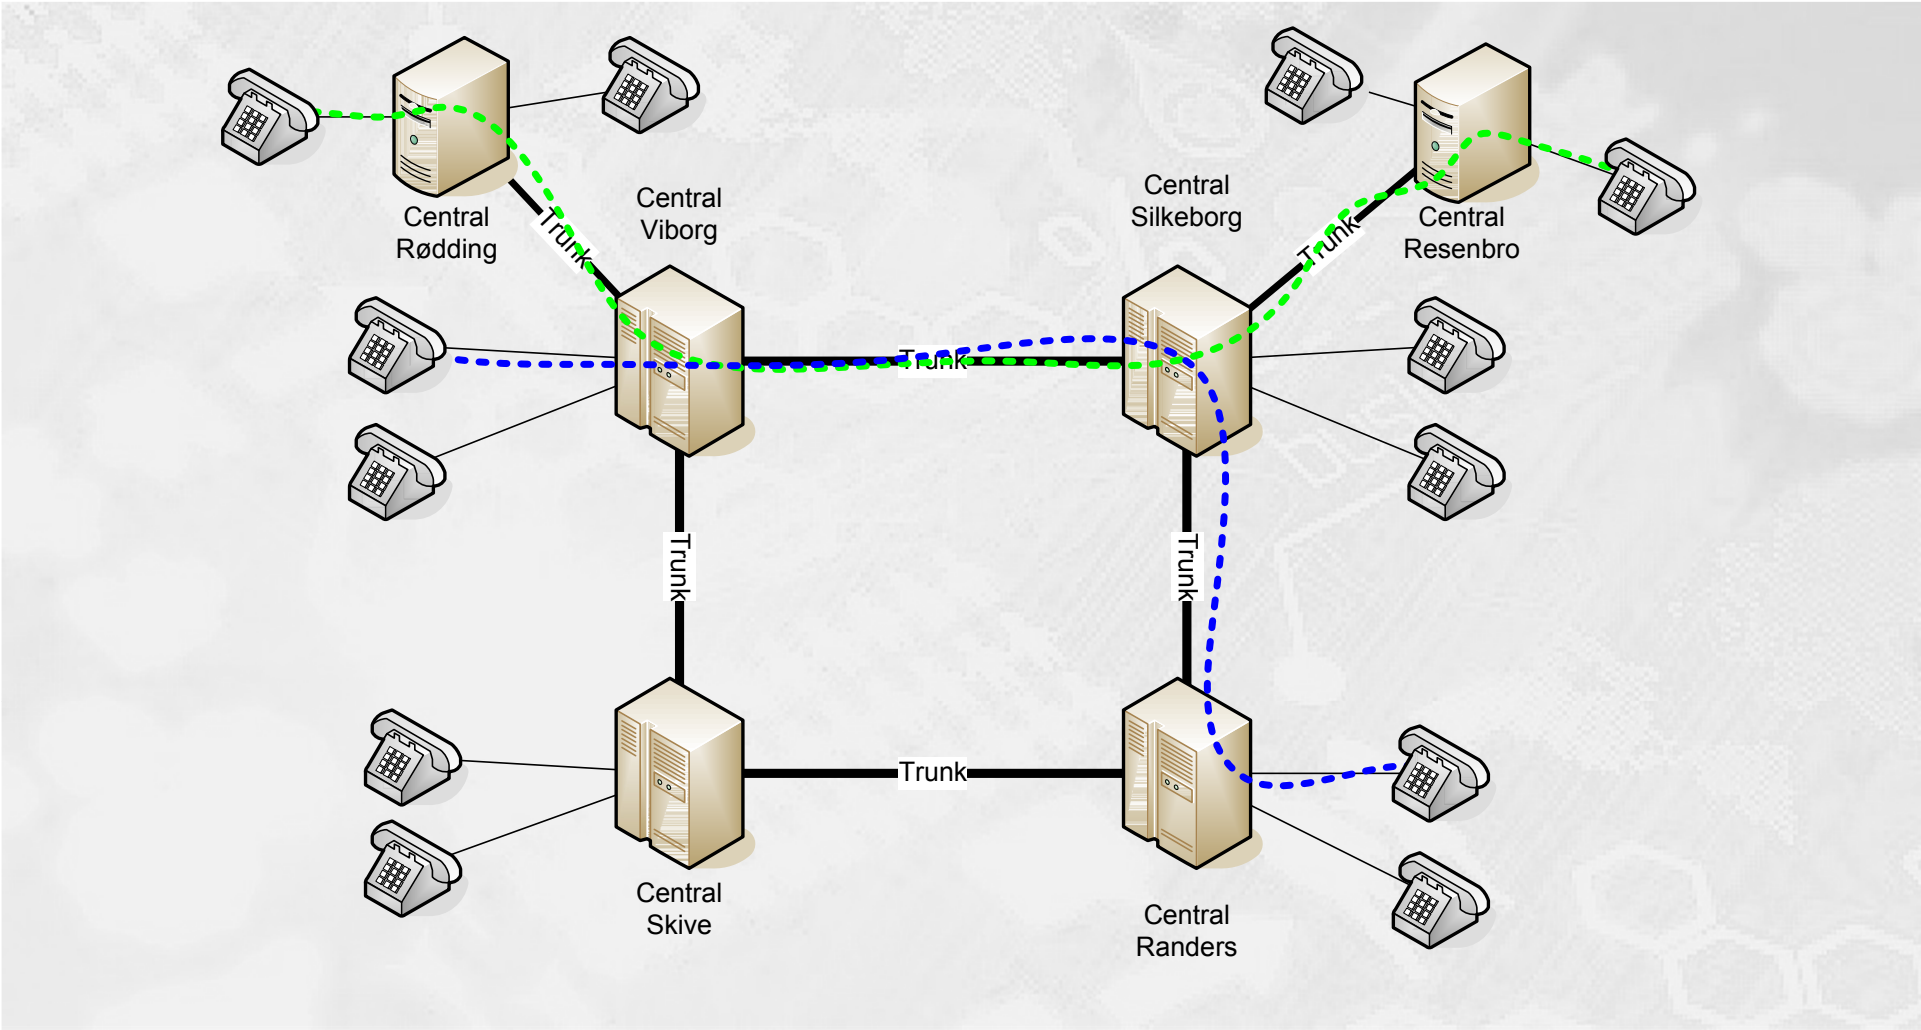 Central
Rødding
Central
Viborg
Central
Silkeborg
Central
Resenbro
Trunk
Trunk
Trunk
Trunk
Trunk
Trunk
Central
Skive
Central
Randers